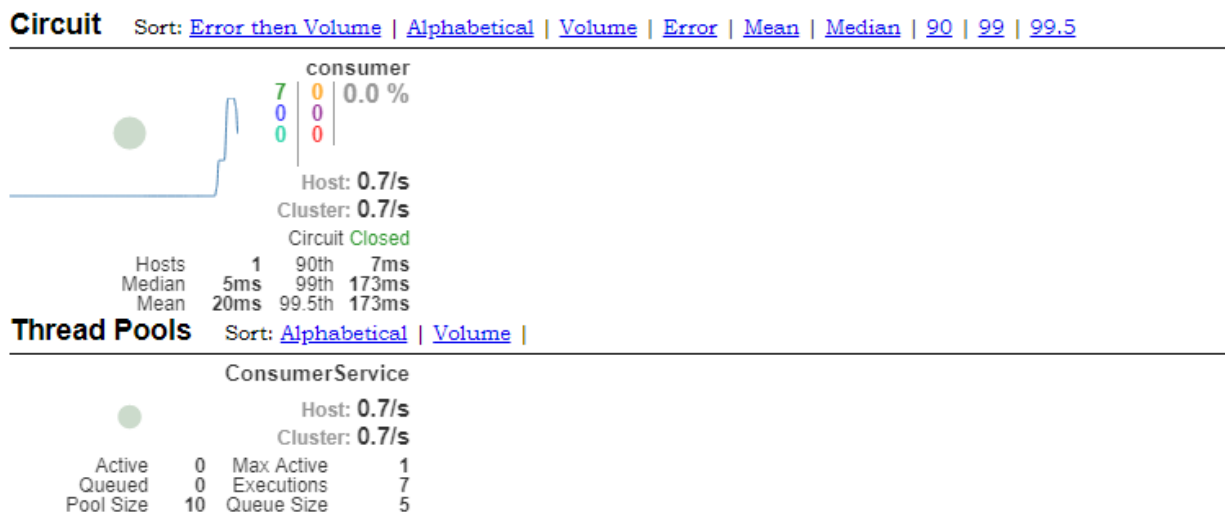 Circuit Sort: Error then Volume | Alphabetical | Volume | Error | Mean | Median | 90 | 99 | 99.5
consumer
7 0 0.0 %
0 0
0 0
Host: 0.7/s
Cluster: 0.7/s
Circuit Closed
Hosts 1 90th 7ms
Median 5ms 99th 173ms
Mean 20ms 99.5th 173ms
Thread Pools Sort: Alphabetical | Volume |
ConsumerService
Host: 0.7/s
Cluster: 0.7/s
Active 0 Max Active 1
Queued 0 Executions 7
Pool Size 10 Queue Size 5